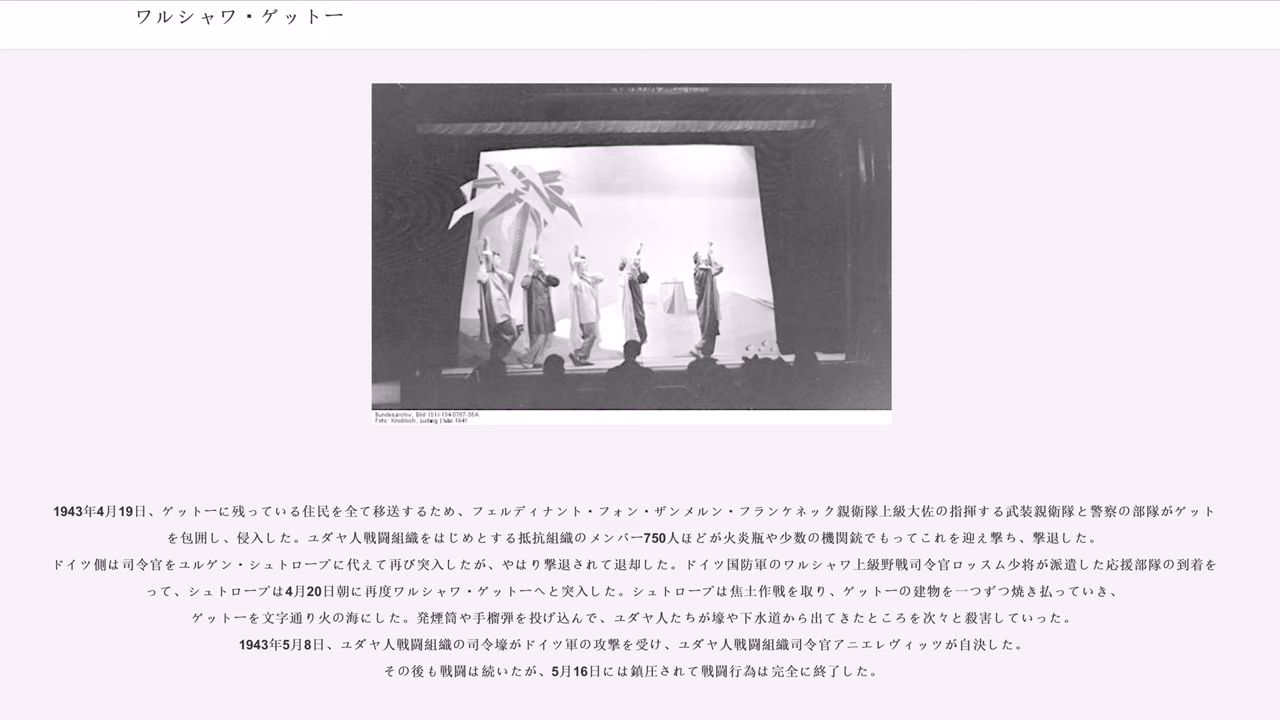 ワルシャワ・ゲットー
Bundesarchiv, Bild 101I-134-0767-36A
Foto: Knobloch, Ludwig | Mai 1941
1943年4月19日、ゲットーに残っている住民を全て移送するため、フェルディナント・フォン・ザンメルン・フランケネック親衛隊上級大佐の指揮する武装親衛隊と警察の部隊がゲット
を包囲し、侵入した。ユダヤ人戦闘組織をはじめとする抵抗組織のメンバー750人ほどが火炎瓶や少数の機関銃でもってこれを迎え撃ち、撃退した。
ドイツ側は司令官をユルゲン・シュトロープに代えて再び突入したが、やはり撃退されて退却した。ドイツ国防軍のワルシャワ上級野戦司令官ロッスム少将が派遣した応援部隊の到着を
って、シュトロープは4月20日朝に再度ワルシャワ・ゲットーへと突入した。シュトロープは焦土作戦を取り、ゲットーの建物を一つずつ焼き払っていき、
ゲットーを文字通り火の海にした。発煙筒や手榴弾を投げ込んで、ユダヤ人たちが壕や下水道から出てきたところを次々と殺害していった。
1943年5月8日、ユダヤ人戦闘組織の司令壕がドイツ軍の攻撃を受け、ユダヤ人戦闘組織司令官アニエレヴィッツが自決した。
その後も戦闘は続いたが、5月16日には鎮圧されて戦闘行為は完全に終了した。